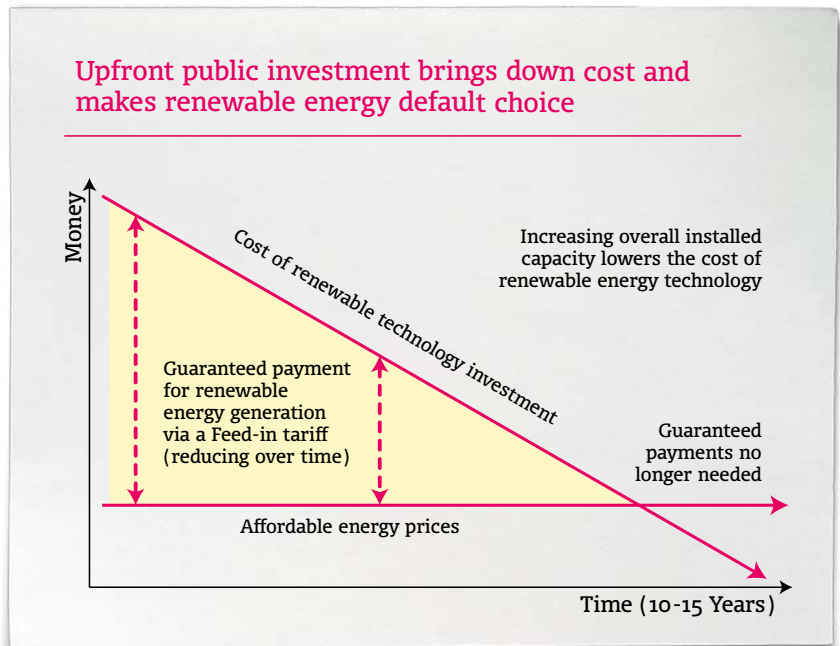 Upfront public investment brings down cost and
makes renewable energy default choice
Money
Cost of renewable technology investment
Increasing overall installed
capacity lowers the cost of
renewable energy technology
Guaranteed payment
for renewable
energy generation
via a Feed-in tariff
(reducing over time)
Guaranteed
payments no
longer needed
Affordable energy prices
Time (10-15 Years)